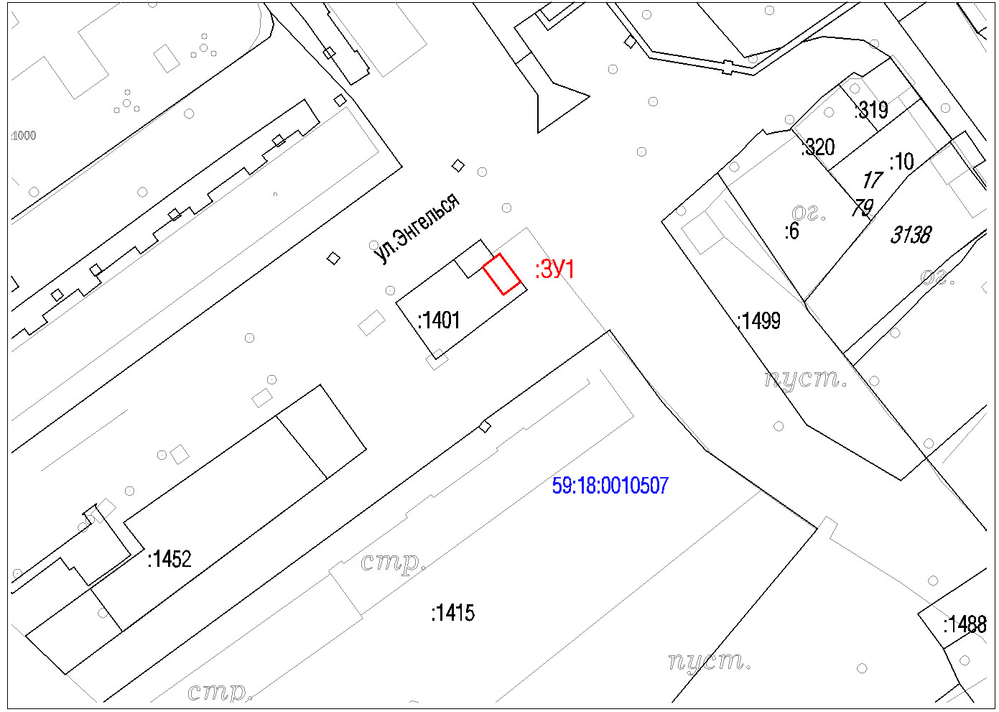 :319
:1000
:320
:10
17
79
ог.
ул.Энгелься
:6
3138
:ЗУ1
ог.
:1401
:1499
пуст.
59:18:0010507
:1452
стр.
:1415
:1488
пуст.
стр.